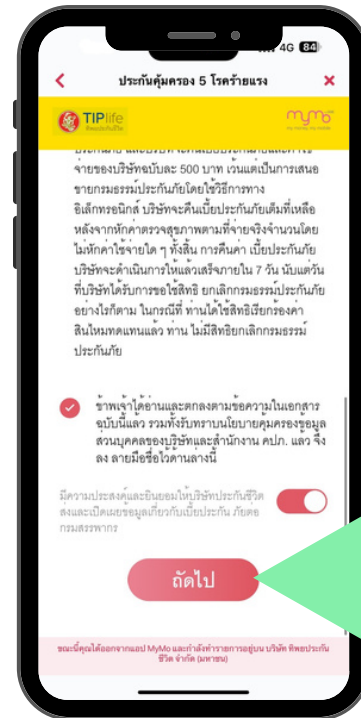 4G 84
ประกันคุ้มครอง 5 โรคร้ายแรง
TIPlife
ทิพยประกันชีวิต
mymo
my money, my mobile
จ่ายของบริษัทฉบับละ 500 บาท เว้นแต่เป็นการเสนอ
ขายกรมธรรม์ประกันภัยโดยใช้วิธีการทาง
อิเล็กทรอนิกส์ บริษัทจะคืนเบี้ยประกันภัยเต็มที่เหลือ
หลังจากหักค่าตรวจสุขภาพตามที่จ่ายจริงจำนวนโดย
ไม่หักค่าใช้จ่ายใด ๆ ทั้งสิ้น การคืนค่า เบี้ยประกันภัย
บริษัทจะดำเนินการให้แล้วเสร็จภายใน 7 วัน นับแต่วัน
ที่บริษัทได้รับการขอใช้สิทธิ ยกเลิกกรมธรรม์ประกันภัย
อย่างไรก็ตาม ในกรณีที่ ท่านได้ใช้สิทธิเรียกร้องค่า
สินไหมทดแทนแล้ว ท่าน ไม่มีสิทธิยกเลิกกรมธรรม์
ประกันภัย
ข้าพเจ้าได้อ่านและตกลงตามข้อความในเอกสาร
ฉบับนี้แล้ว รวมทั้งรับทราบนโยบายคุ้มครองข้อมูล
ส่วนบุคคลของบริษัทและสำนักงาน คปภ. แล้ว จึง
ลง ลายมือชื่อไว้ด้านล่างนี้
มีความประสงค์และยินยอมให้บริษัทประกันชีวิต
ส่งและเปิดเผยข้อมูลเกี่ยวกับเบี้ยประกัน ภัยต่อ
กรมสรรพากร
ถัดไป
ขณะนี้คุณได้ออกจากแอป MyMo และกำลังทำรายการอยู่บน บริษัท ทิพยประกัน
ชีวิต จำกัด (มหาชน)